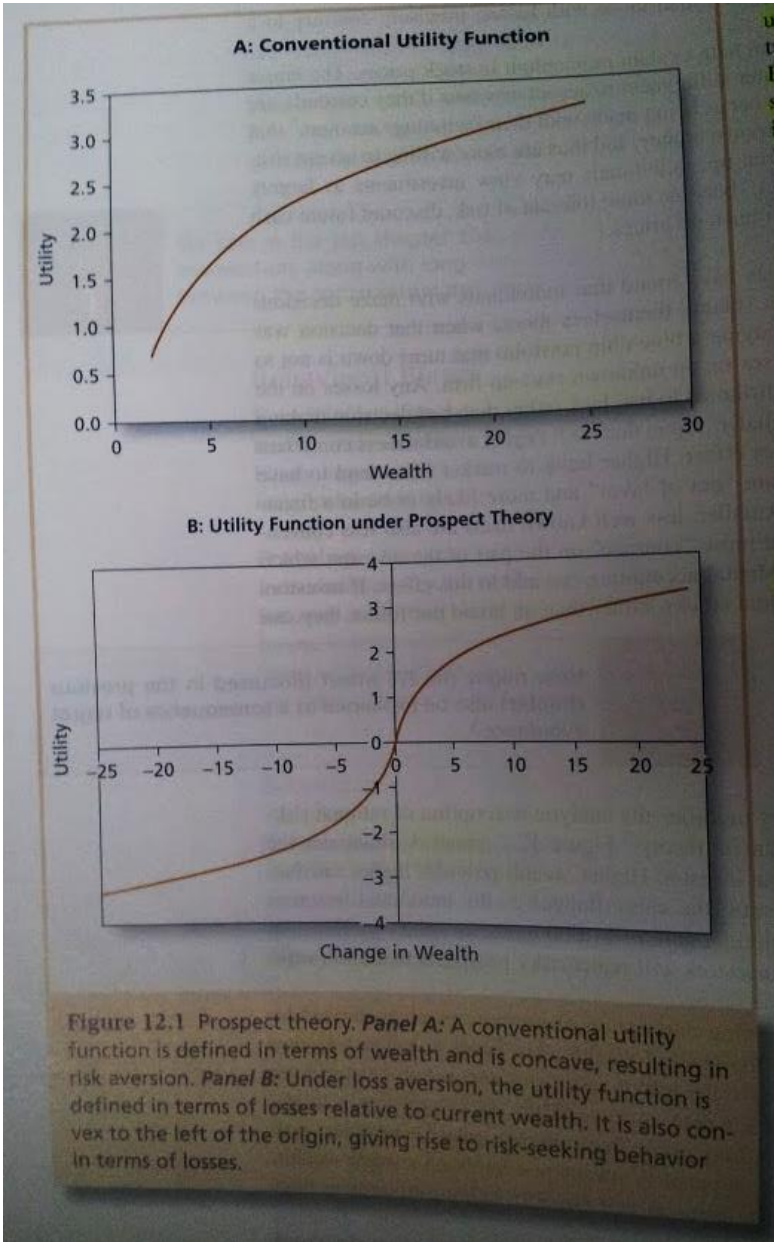 A: Conventional Utility Function
3.5
3.0
2.5
2.0
1.5
1.0
0.5
0.0
Utility
0 5 10 15 20 25 30
Wealth
B: Utility Function under Prospect Theory
4
3
2
1
0
Utility
–25 –20 –15 –10 –5 0 5 10 15 20 25
–1
–2
–3
–4
Change in Wealth
Figure 12.1 Prospect theory. Panel A: A conventional utility
function is defined in terms of wealth and is concave, resulting in
risk aversion. Panel B: Under loss aversion, the utility function is
defined in terms of losses relative to current wealth. It is also con-
vex to the left of the origin, giving rise to risk-seeking behavior
in terms of losses.